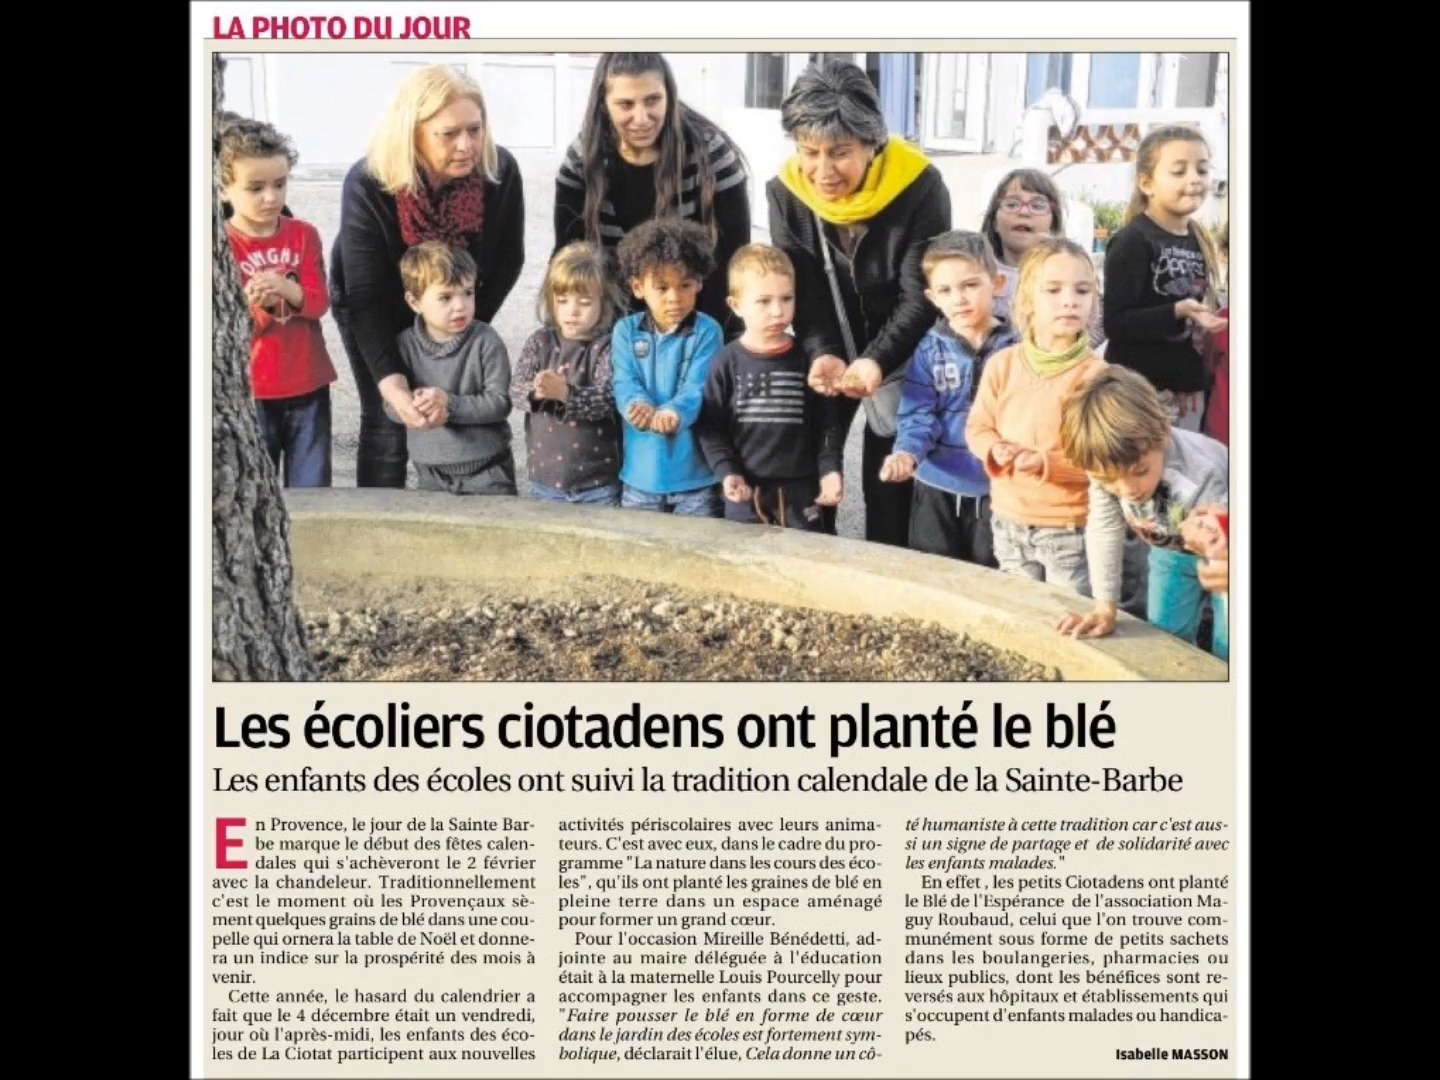 LA PHOTO DU JOUR
09
Les écoliers ciotadens ont planté le blé
Les enfants des écoles ont suivi la tradition calendale de la Sainte-Barbe
En Provence, le jour de la Sainte Bar-
be marque le début des fêtes calen-
dales qui s'achèveront le 2 février
avec la chandeleur. Traditionnellement
c'est le moment où les Provençaux sè-
ment quelques grains de blé dans une cou-
pelle qui ornera la table de Noël et donne-
ra un indice sur la prospérité des mois à
venir.
Cette année, le hasard du calendrier a
fait que le 4 décembre était un vendredi,
jour où l'après-midi, les enfants des éco-
les de La Ciotat participent aux nouvelles
activités périscolaires avec leurs anima-
teurs. C'est avec eux, dans le cadre du pro-
gramme "La nature dans les cours des éco-
les", qu'ils ont planté les graines de blé en
pleine terre dans un espace aménagé
pour former un grand cœur.
Pour l'occasion Mireille Bénédetti, ad-
jointe au maire déléguée à l'éducation
était à la maternelle Louis Pourcelly pour
accompagner les enfants dans ce geste.
"Faire pousser le blé en forme de cœur
dans le jardin des écoles est fortement sym-
bolique, déclarait l'élue, Cela donne un cô-
té humaniste à cette tradition car c'est aus-
si un signe de partage et de solidarité avec
les enfants malades."
En effet , les petits Ciotadens ont planté
le Blé de l'Espérance de l'association Ma-
guy Roubaud, celui que l'on trouve com-
munément sous forme de petits sachets
dans les boulangeries, pharmacies ou
lieux publics, dont les bénéfices sont re-
versés aux hôpitaux et établissements qui
s'occupent d'enfants malades ou handica-
pés.
Isabelle MASSON